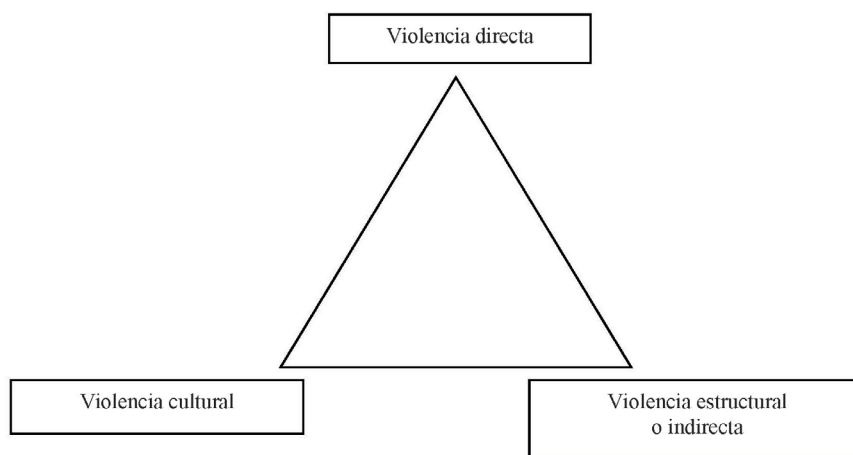 Violencia directa
Violencia cultural
Violencia estructural
o indirecta